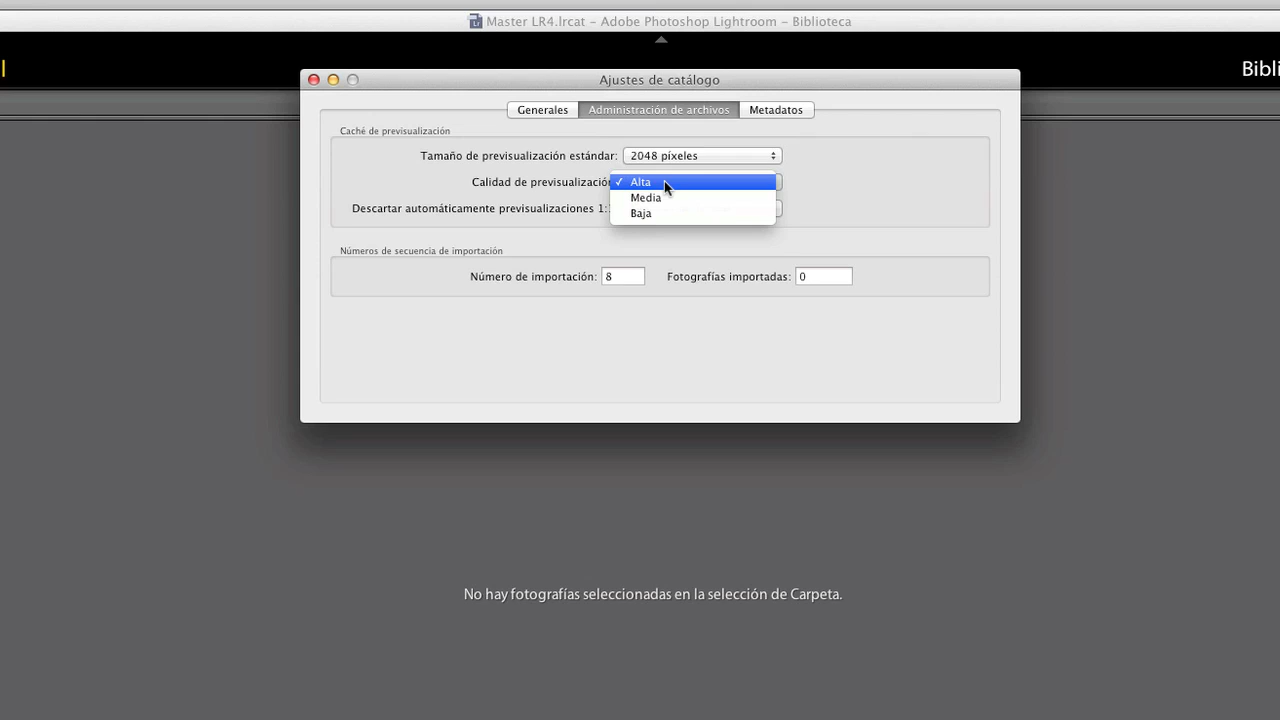 Master LR4.lrcat – Adobe Photoshop Lightroom – Biblioteca
Bibli
Ajustes de catálogo
Generales Administración de archivos Metadatos
Caché de previsualización
Tamaño de previsualización estándar: 2048 píxeles
Calidad de previsualización ✓ Alta
Media
Descartar automáticamente previsualizaciones 1:
Baja
Números de secuencia de importación
Número de importación: 8 Fotografías importadas: 0
No hay fotografías seleccionadas en la selección de Carpeta.